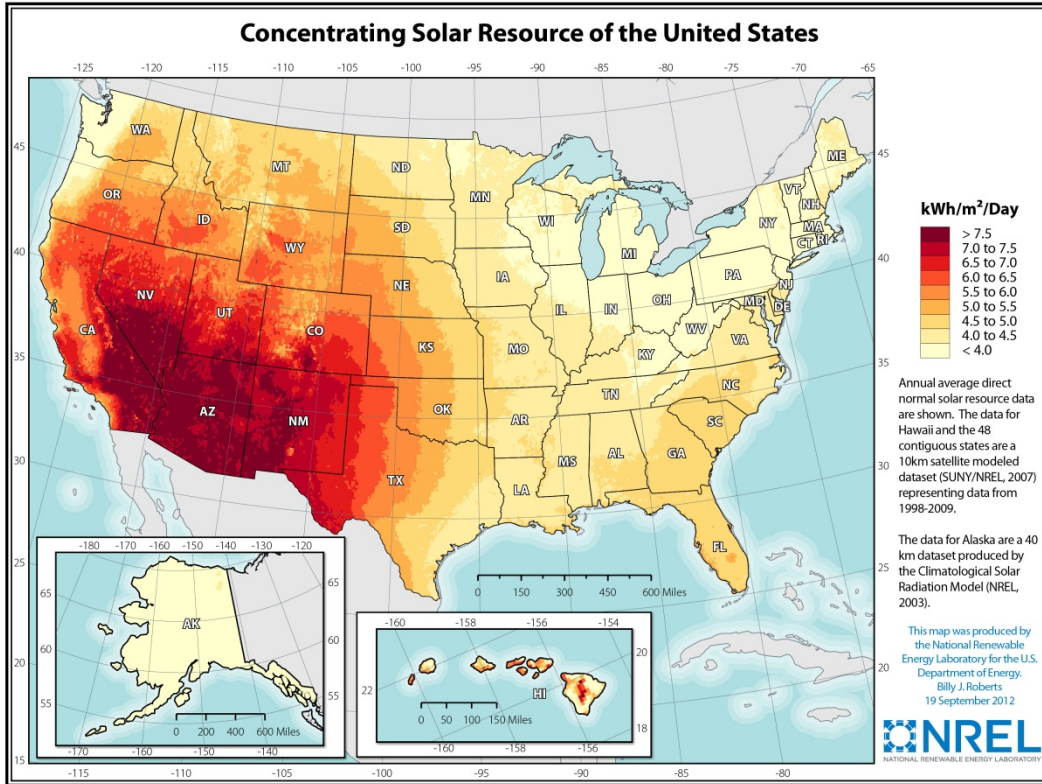 Concentrating Solar Resource of the United States
-125 -120 -115 -110 -105 -100 -95 -90 -85 -80 -75 -70 -65
45
40
35
30
25
20
15
45
40
35
30
25
20
-115 -110 -105 -100 -95 -90 -85 -80
WA
OR
CA
NV
ID
MT
WY
UT
CO
AZ
NM
ND
SD
NE
KS
OK
TX
MN
IA
MO
AR
LA
WI
IL
MI
IN
OH
KY
TN
MS
AL
GA
FL
SC
NC
VA
WV
PA
NY
VT
NH
ME
MA
CT
RI
NJ
DE
MD
0 150 300 450 600 Miles
-180 -170 -160 -150 -140 -130 -120
65
60
55
65
60
55
AK
0 200 400 600 Miles
-170 -160 -150 -140
-160 -158 -156 -154
22
20
18
HI
0 50 100 150 Miles
-160 -158 -156
kWh/m²/Day
> 7.5
7.0 to 7.5
6.5 to 7.0
6.0 to 6.5
5.5 to 6.0
5.0 to 5.5
4.5 to 5.0
4.0 to 4.5
< 4.0
Annual average direct
normal solar resource data
are shown. The data for
Hawaii and the 48
contiguous states are a
10km satellite modeled
dataset (SUNY/NREL, 2007)
representing data from
1998-2009.
The data for Alaska are a 40
km dataset produced by
the Climatological Solar
Radiation Model (NREL,
2003).
This map was produced by
the National Renewable
Energy Laboratory for the U.S.
Department of Energy.
Billy J. Roberts
19 September 2012
NREL
NATIONAL RENEWABLE ENERGY LABORATORY